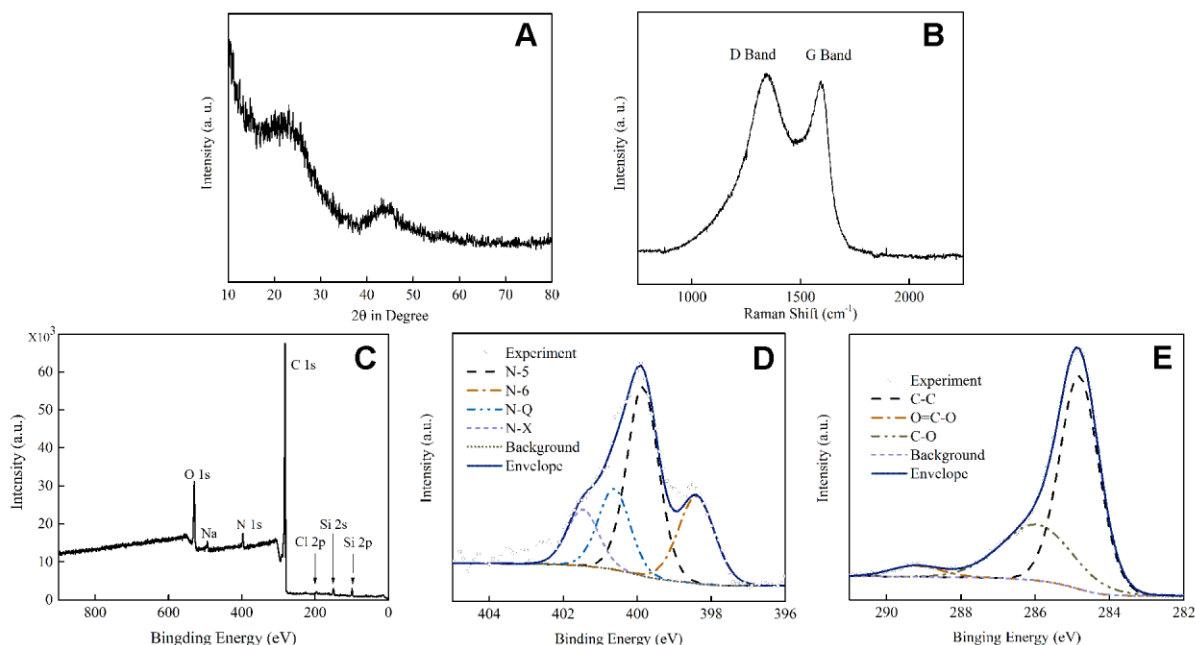 A
Intensity (a. u.)
10 20 30 40 50 60 70 80
2θ in Degree
B
D Band G Band
Intensity (a. u.)
1000 1500 2000
Raman Shift (cm-1)
C
X10³
60
50
40
30
20
10
0
C 1s
O 1s
Na
N 1s
Si 2s
Cl 2p
Si 2p
Intensity (a.u.)
800 600 400 200 0
Bingding Energy (eV)
D
Experiment
N-5
N-6
N-Q
N-X
Background
Envelope
Intensity (a.u.)
404 402 400 398 396
Binding Energy (eV)
E
Experiment
C-C
O=C-O
C-O
Background
Envelope
Intensity (a.u.)
290 288 286 284 282
Binging Energy (eV)